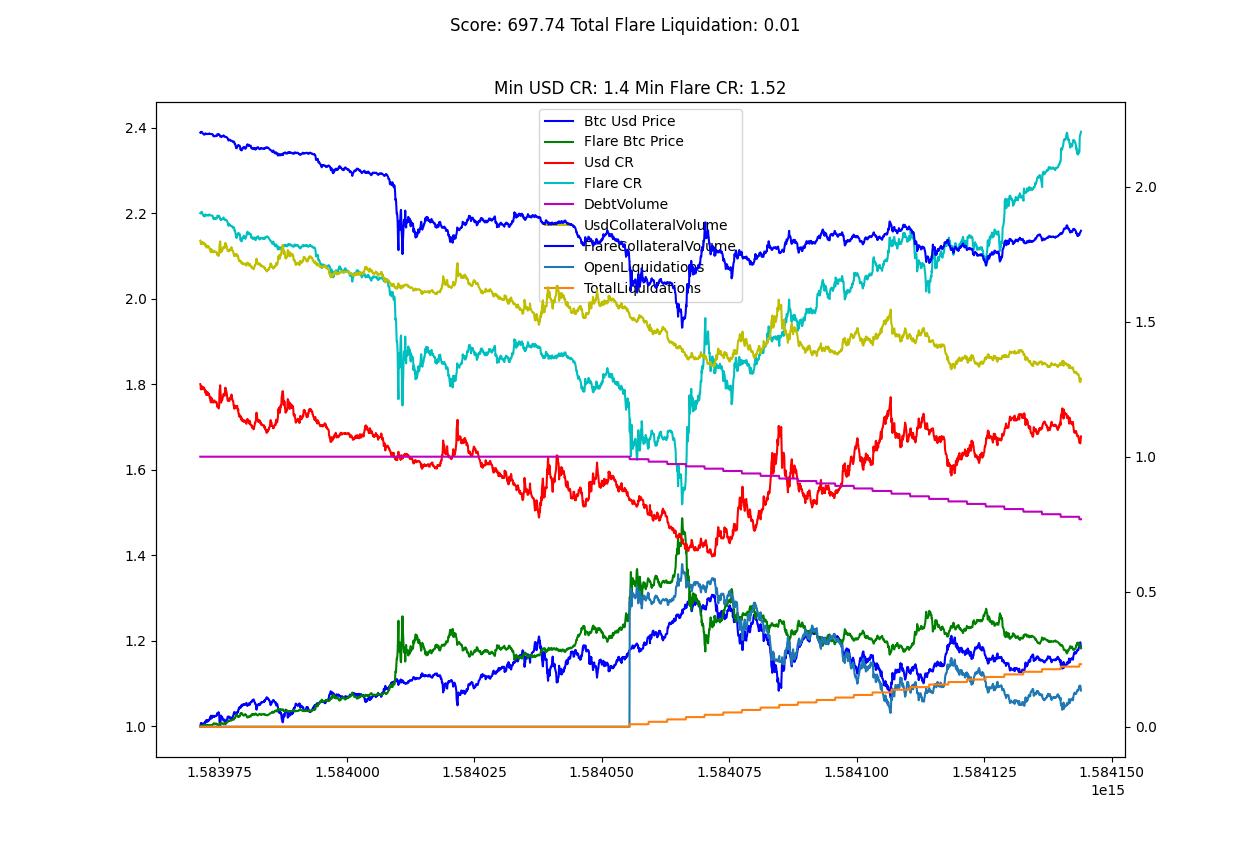 Score: 697.74 Total Flare Liquidation: 0.01
Min USD CR: 1.4 Min Flare CR: 1.52
Btc Usd Price
Flare Btc Price
Usd CR
Flare CR
DebtVolume
UsdCollateralVolume
FlareCollateralVolume
OpenLiquidations
TotalLiquidations
2.4
2.2
2.0
1.8
1.6
1.4
1.2
1.0
2.0
1.5
1.0
0.5
0.0
1.583975 1.584000 1.584025 1.584050 1.584075 1.584100 1.584125 1.584150
1e15